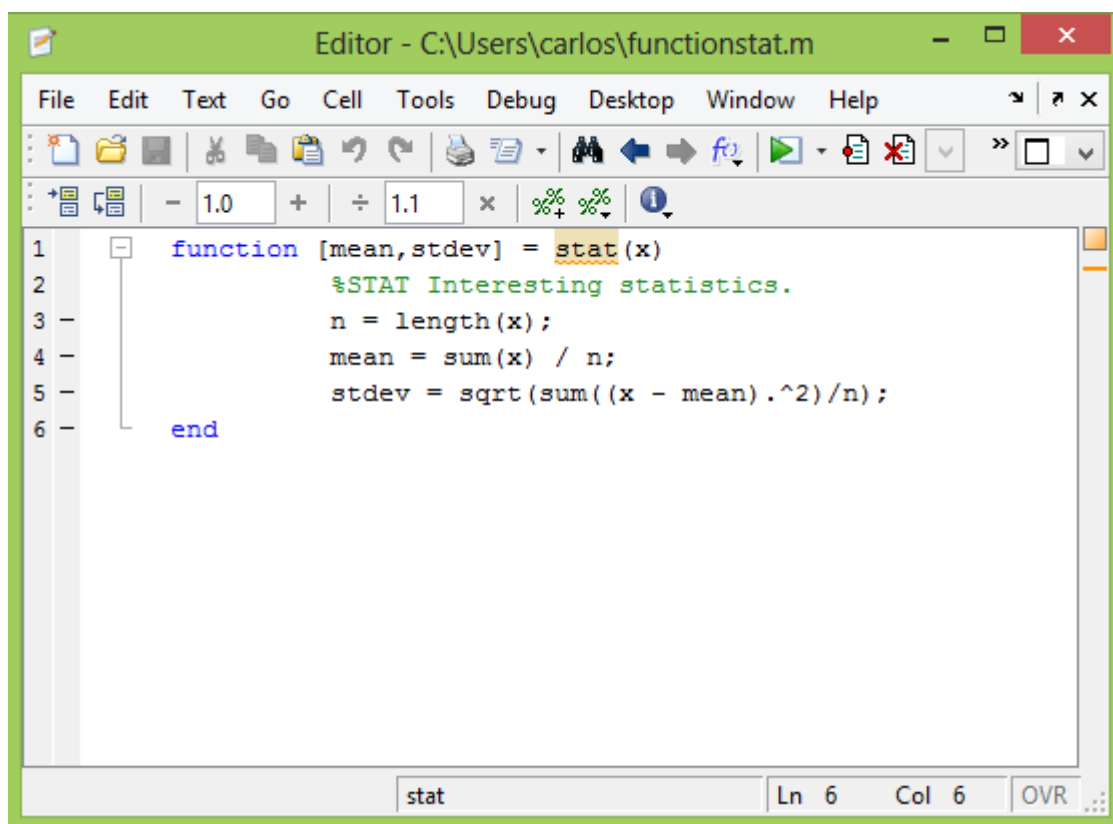 Editor - C:\Users\carlos\functionstat.m
File Edit Text Go Cell Tools Debug Desktop Window Help
- 1.0 + ÷ 1.1 ×
1 function [mean,stdev] = stat(x)
2 %STAT Interesting statistics.
3 - n = length(x);
4 - mean = sum(x) / n;
5 - stdev = sqrt(sum((x - mean).^2)/n);
6 - end
stat Ln 6 Col 6 OVR